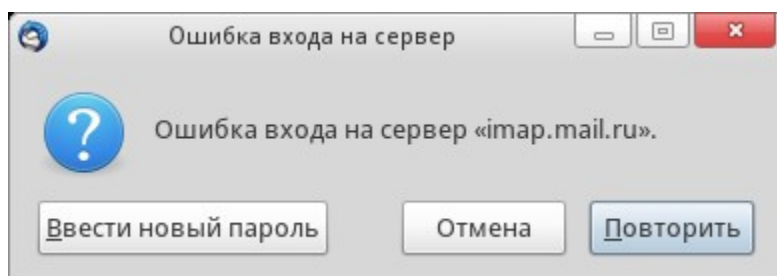 Ошибка входа на сервер
Ошибка входа на сервер «imap.mail.ru».
Ввести новый пароль Отмена Повторить